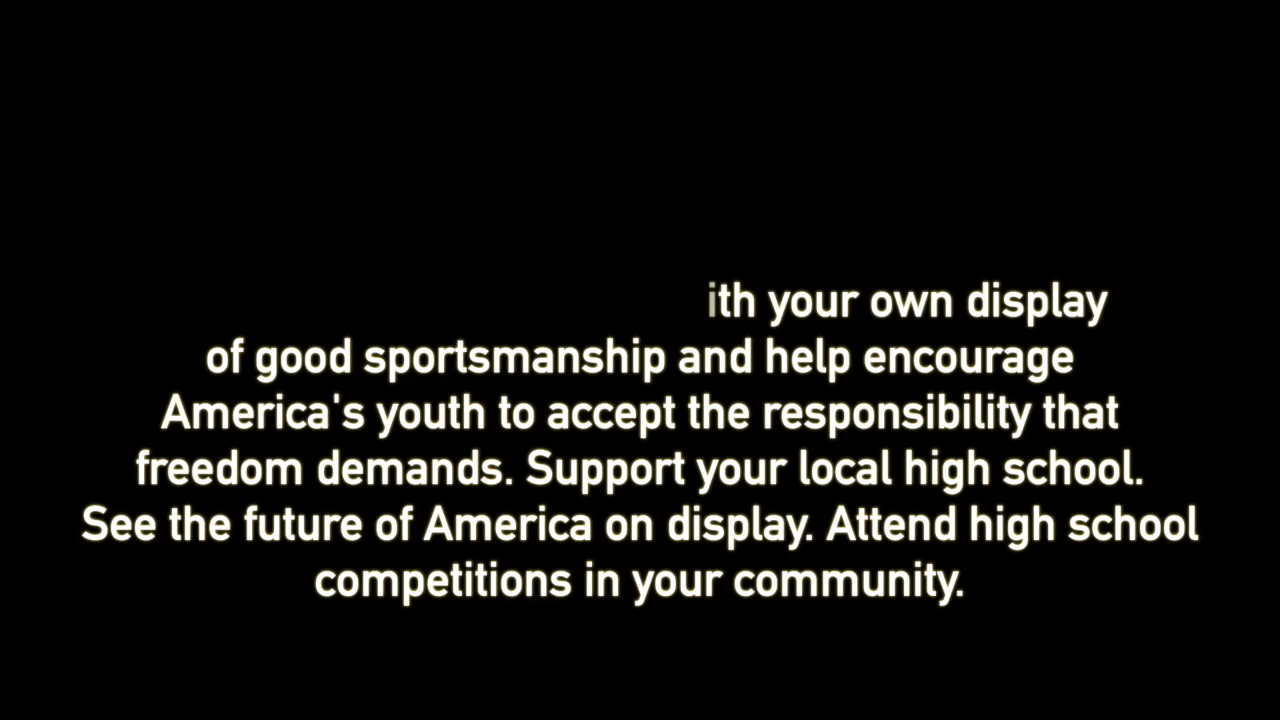 ith your own display
of good sportsmanship and help encourage
America's youth to accept the responsibility that
freedom demands. Support your local high school.
See the future of America on display. Attend high school
competitions in your community.